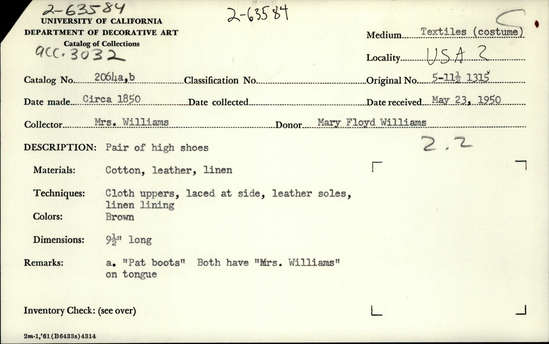 2-63584
2-63584
UNIVERSITY OF CALIFORNIA
DEPARTMENT OF DECORATIVE ART
Catalog of Collections
acc. 3032
Medium Textiles (costume)
Locality USA ?
Catalog No. 2064a,b Classification No. Original No. 5-11½ 1315
Date made Circa 1850 Date collected Date received May 23, 1950
Collector Mrs. Williams Donor Mary Floyd Williams
DESCRIPTION: Pair of high shoes
2.2
Materials: Cotton, leather, linen
Techniques: Cloth uppers, laced at side, leather soles,
linen lining
Colors: Brown
Dimensions: 9½" long
Remarks: a. "Pat boots" Both have "Mrs. Williams"
on tongue
Inventory Check: (see over)
2m-1,'61(B6433s)4314